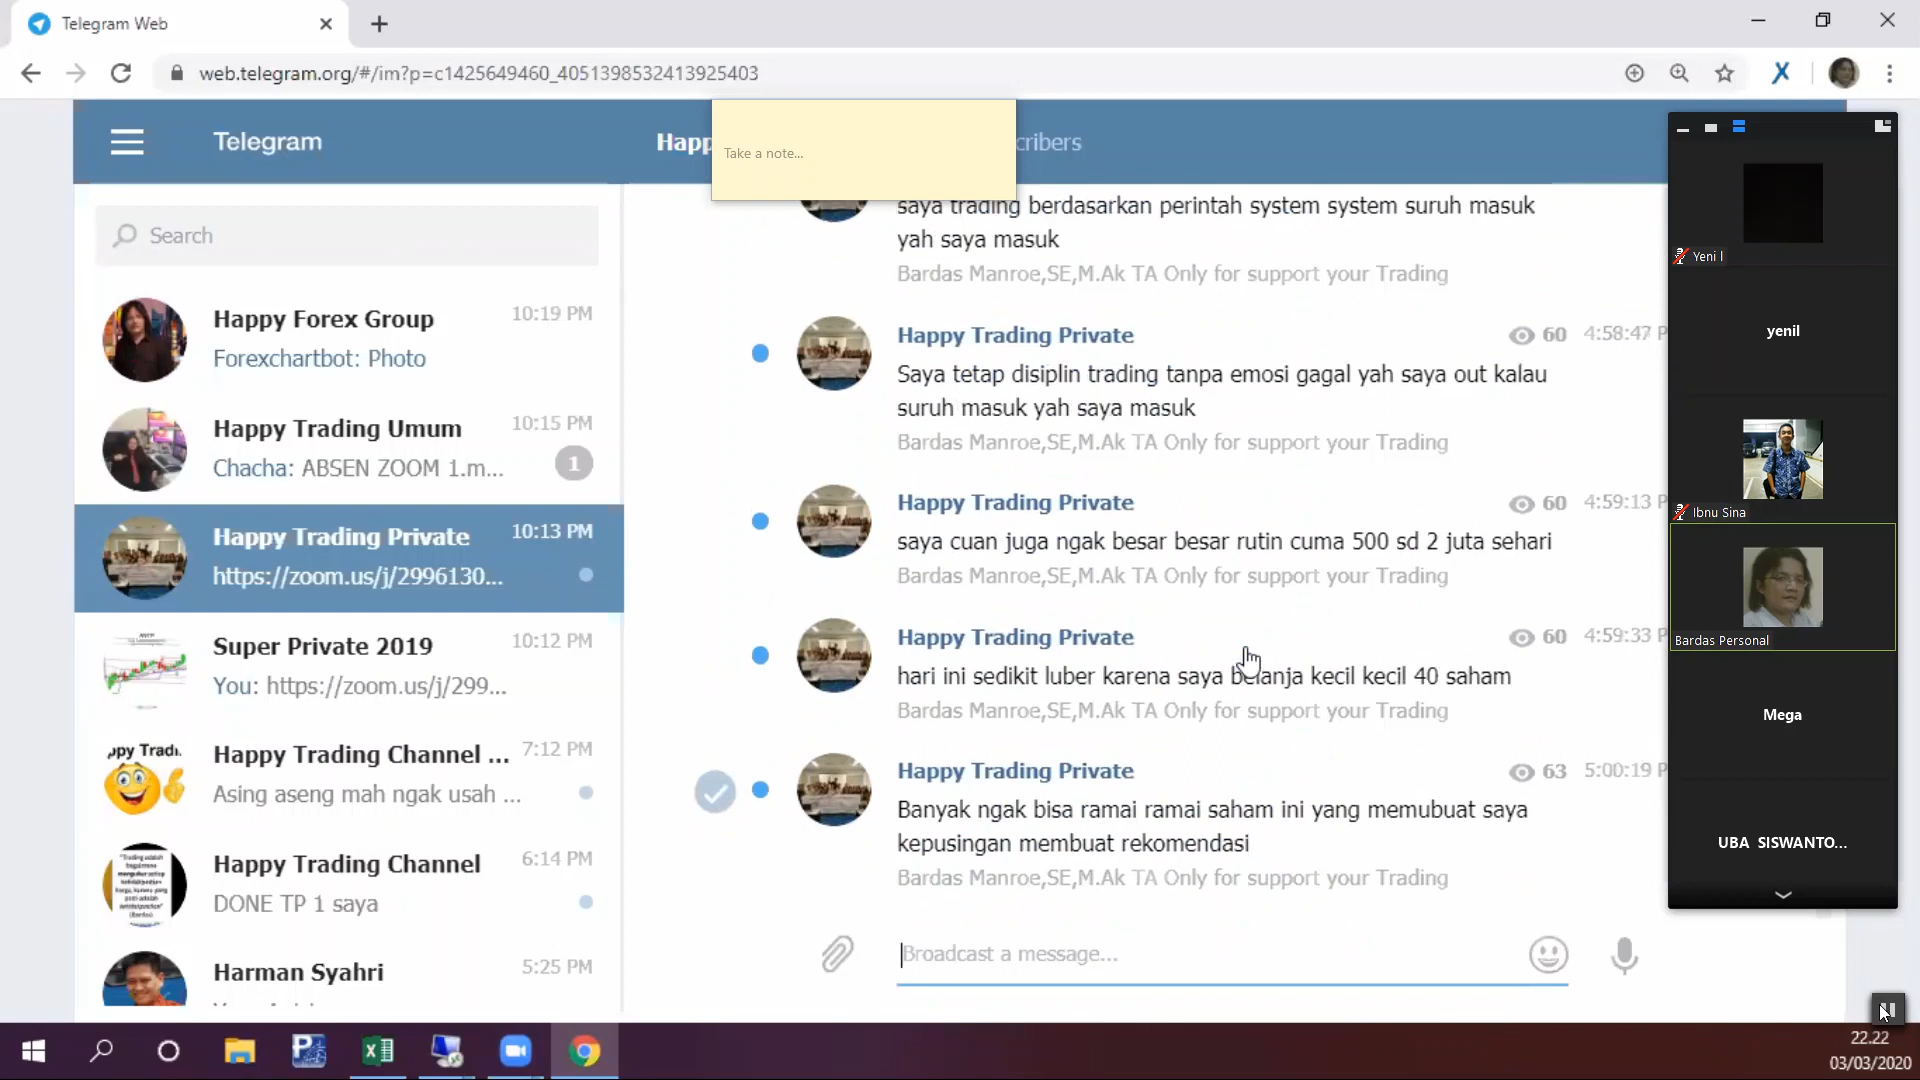 Telegram Web
web.telegram.org/#/im?p=c1425649460_4051398532413925403
Telegram
Happ
cribers
Take a note...
Search
Happy Forex Group 10:19 PM
Forexchartbot: Photo
Happy Trading Umum 10:15 PM
Chacha: ABSEN ZOOM 1.m... 1
Happy Trading Private 10:13 PM
https://zoom.us/j/2996130...
Super Private 2019 10:12 PM
You: https://zoom.us/j/299...
Happy Trading Channel ... 7:12 PM
Asing aseng mah ngak usah ...
Happy Trading Channel 6:14 PM
DONE TP 1 saya
Harman Syahri 5:25 PM
saya trading berdasarkan perintah system system suruh masuk
yah saya masuk
Bardas Manroe,SE,M.Ak TA Only for support your Trading
Happy Trading Private 60 4:58:47 P
Saya tetap disiplin trading tanpa emosi gagal yah saya out kalau
suruh masuk yah saya masuk
Bardas Manroe,SE,M.Ak TA Only for support your Trading
Happy Trading Private 60 4:59:13 P
saya cuan juga ngak besar besar rutin cuma 500 sd 2 juta sehari
Bardas Manroe,SE,M.Ak TA Only for support your Trading
Happy Trading Private 60 4:59:33 P
hari ini sedikit luber karena saya belanja kecil kecil 40 saham
Bardas Manroe,SE,M.Ak TA Only for support your Trading
Happy Trading Private 63 5:00:19 P
Banyak ngak bisa ramai ramai saham ini yang memubuat saya
kepusingan membuat rekomendasi
Bardas Manroe,SE,M.Ak TA Only for support your Trading
Broadcast a message...
Yeni l
yenil
Ibnu Sina
Bardas Personal
Mega
UBA SISWANTO...
22.22
03/03/2020